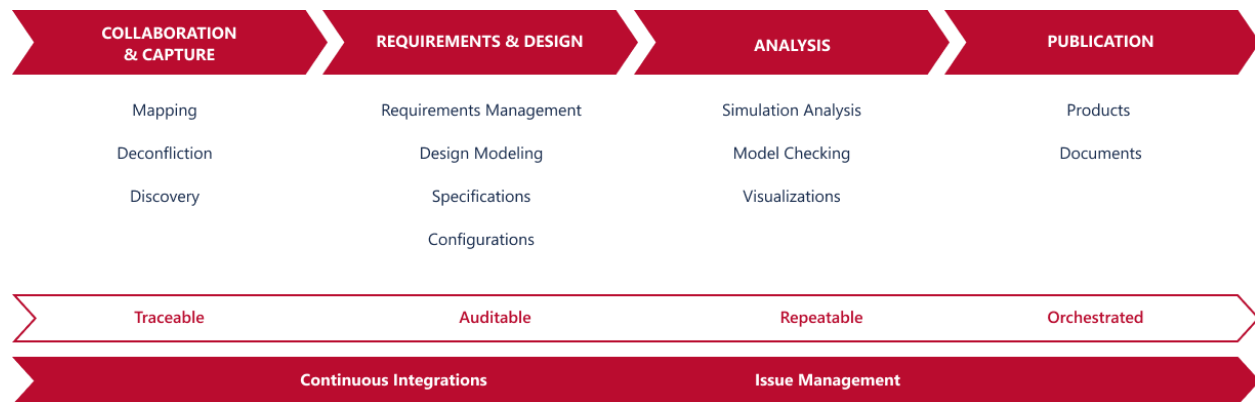 COLLABORATION
& CAPTURE
REQUIREMENTS & DESIGN
ANALYSIS
PUBLICATION
Mapping
Deconfliction
Discovery
Requirements Management
Design Modeling
Specifications
Configurations
Simulation Analysis
Model Checking
Visualizations
Products
Documents
Traceable
Auditable
Repeatable
Orchestrated
Continuous Integrations
Issue Management